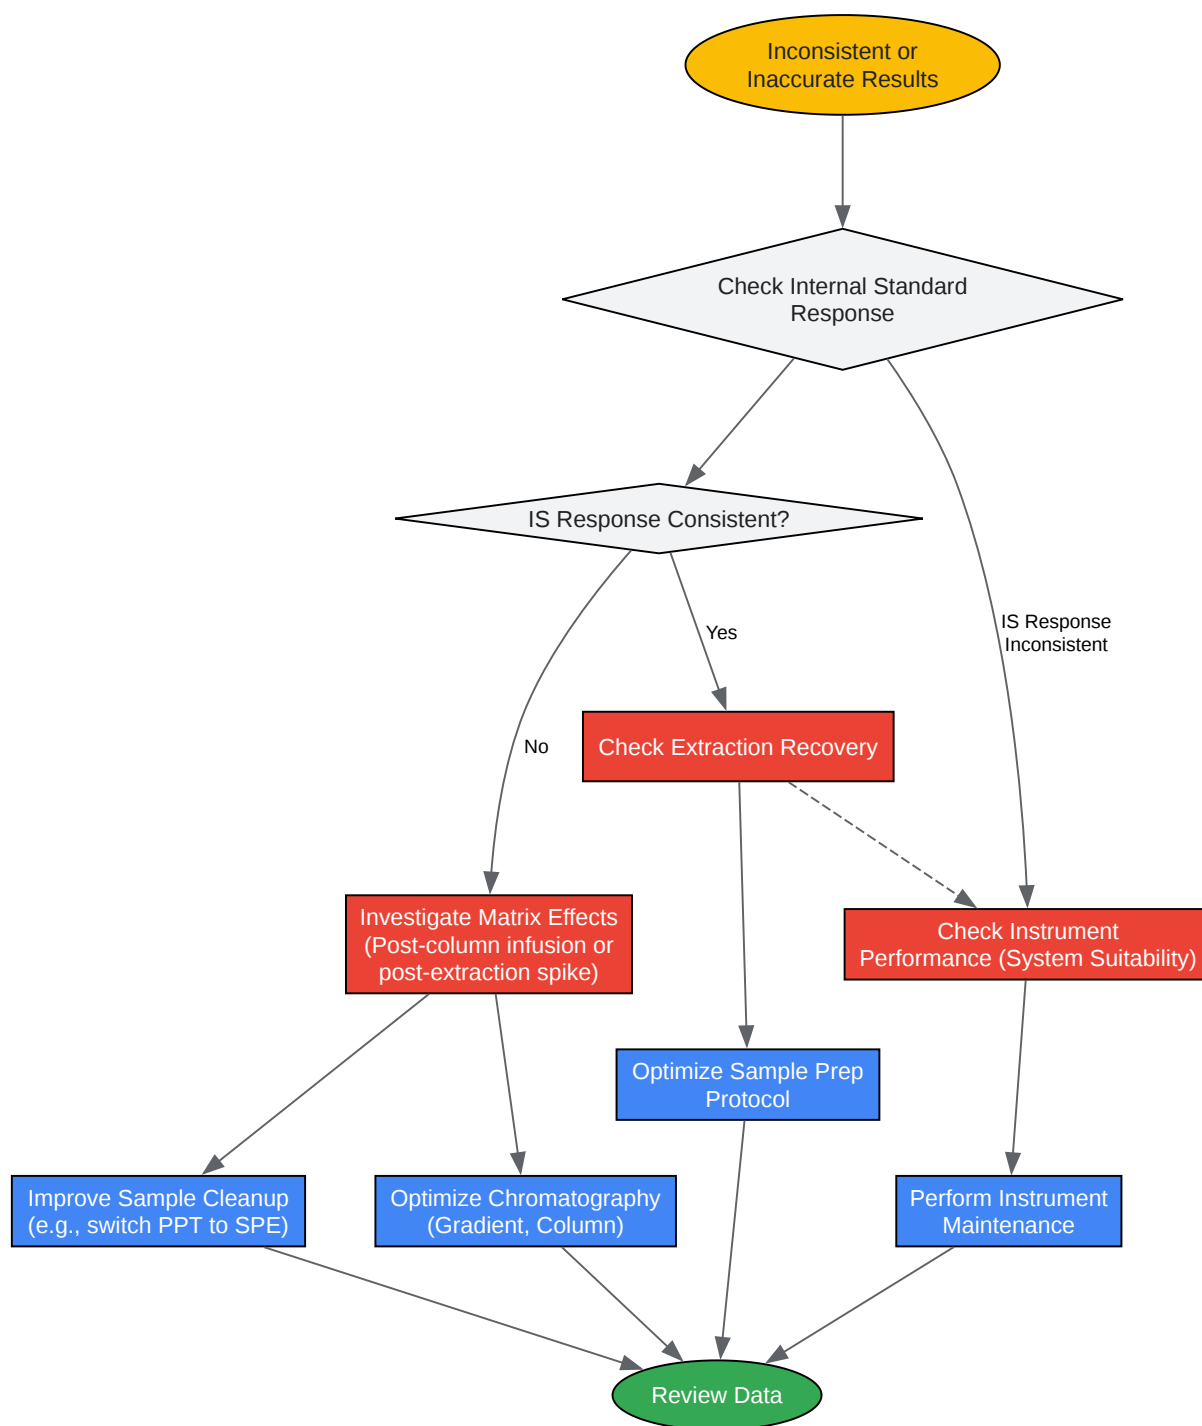 Inconsistent or
Inaccurate Results
Check Internal Standard
Response
IS Response Consistent?
IS Response
Inconsistent
Yes
No
Check Extraction Recovery
Investigate Matrix Effects
(Post-column infusion or
post-extraction spike)
Check Instrument
Performance (System Suitability)
Optimize Sample Prep
Protocol
Improve Sample Cleanup
(e.g., switch PPT to SPE)
Optimize Chromatography
(Gradient, Column)
Perform Instrument
Maintenance
Review Data